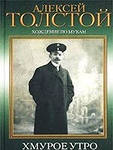 АЛЕКСЕЙ
ТОЛСТОЙ
ХОЖДЕНИЕ ПО МУКАМ
ХМУРОЕ УТРО